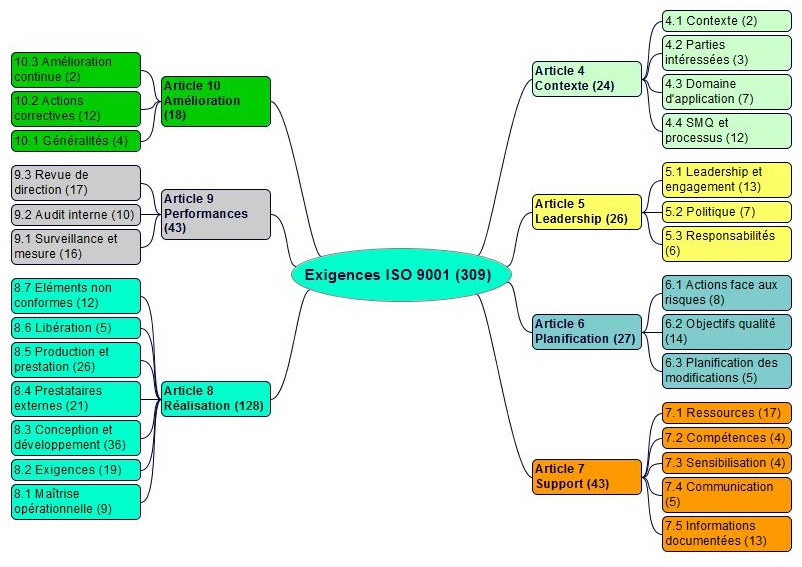 Exigences ISO 9001 (309)
Article 4
Contexte (24)
4.1 Contexte (2)
4.2 Parties
intéressées (3)
4.3 Domaine
d'application (7)
4.4 SMQ et
processus (12)
Article 5
Leadership (26)
5.1 Leadership et
engagement (13)
5.2 Politique (7)
5.3 Responsabilités
(6)
Article 6
Planification (27)
6.1 Actions face aux
risques (8)
6.2 Objectifs qualité
(14)
6.3 Planification des
modifications (5)
Article 7
Support (43)
7.1 Ressources (17)
7.2 Compétences (4)
7.3 Sensibilisation (4)
7.4 Communication
(5)
7.5 Informations
documentées (13)
Article 8
Réalisation (128)
8.7 Eléments non
conformes (12)
8.6 Libération (5)
8.5 Production et
prestation (26)
8.4 Prestataires
externes (21)
8.3 Conception et
développement (36)
8.2 Exigences (19)
8.1 Maîtrise
opérationnelle (9)
Article 9
Performances
(43)
9.3 Revue de
direction (17)
9.2 Audit interne (10)
9.1 Surveillance et
mesure (16)
Article 10
Amélioration
(18)
10.3 Amélioration
continue (2)
10.2 Actions
correctives (12)
10.1 Généralités (4)